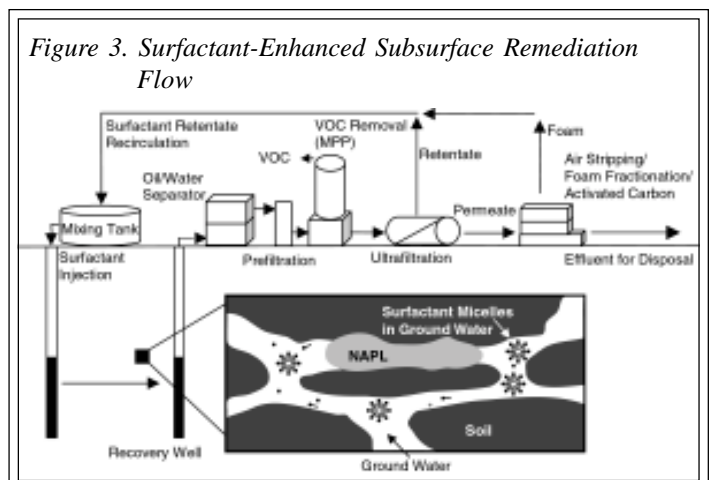 Figure 3. Surfactant-Enhanced Subsurface Remediation
Flow
Surfactant Retentate
Recirculation
VOC Removal
(MPP)
VOC
Foam
Retentate
Air Stripping/
Foam Fractionation/
Activated Carbon
Oil/Water
Separator
Permeate
Mixing Tank
Surfactant
Injection
Prefiltration
Ultrafiltration
Effluent for Disposal
Surfactant Micelles
in Ground Water
NAPL
Soil
Recovery Well
Ground Water